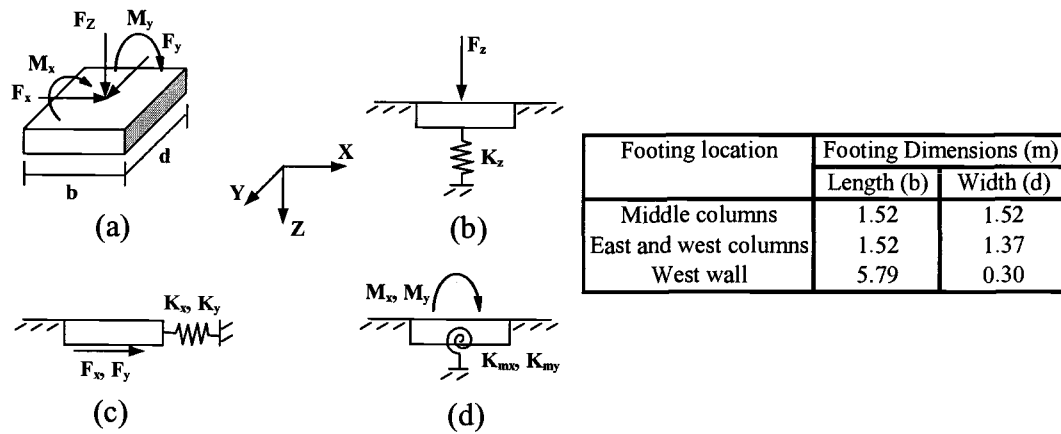 F_Z M_y
F_y
M_x
F_x
d
b
(a)
X
Y
Z
F_z
K_z
(b)
K_x, K_y
F_x, F_y
(c)
M_x, M_y
K_mx, K_my
(d)
Footing location Footing Dimensions (m)
Length (b) Width (d)
Middle columns 1.52 1.52
East and west columns 1.52 1.37
West wall 5.79 0.30